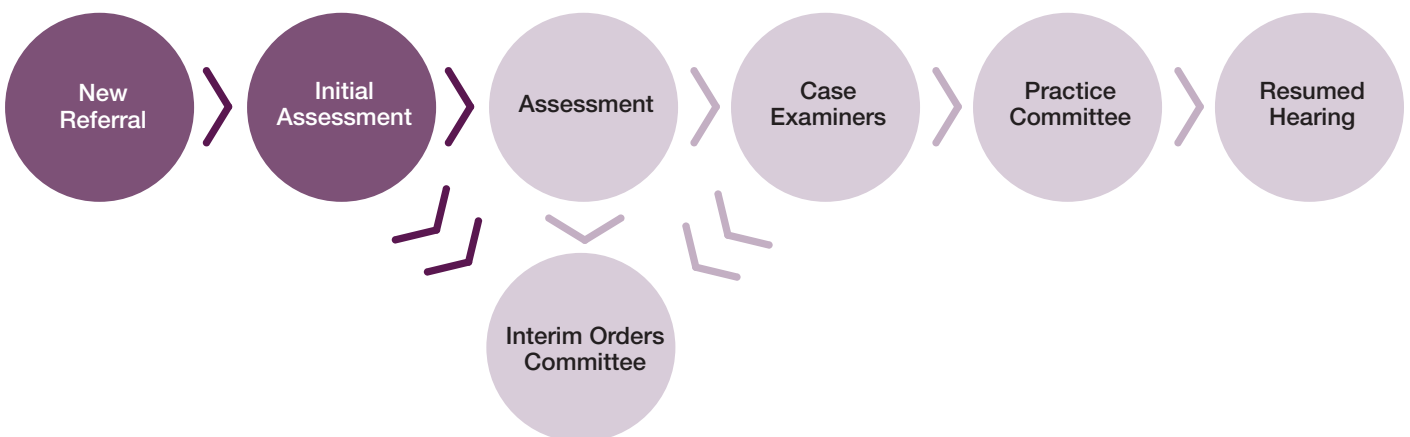 New
Referral
Initial
Assessment
Assessment
Case
Examiners
Practice
Committee
Resumed
Hearing
Interim Orders
Committee